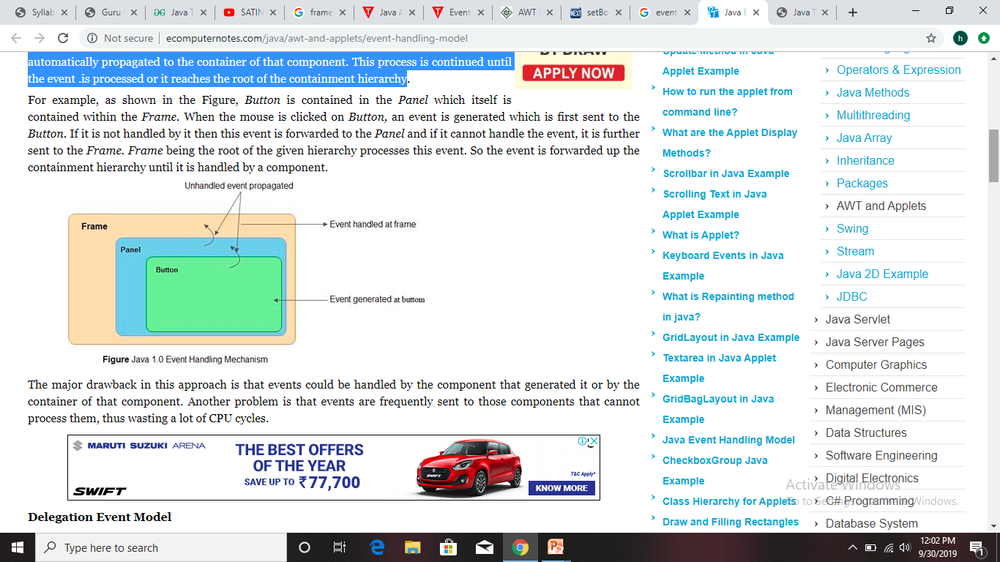 Syllab
Guru
Java T
SATIN
frame
Java A
Event
AWT
setBo
event
Java E
Java T
Not secure | ecomputernotes.com/java/awt-and-applets/event-handling-model
h
automatically propagated to the container of that component. This process is continued until
the event .is processed or it reaches the root of the containment hierarchy.
APPLY NOW
For example, as shown in the Figure, Button is contained in the Panel which itself is
contained within the Frame. When the mouse is clicked on Button, an event is generated which is first sent to the
Button. If it is not handled by it then this event is forwarded to the Panel and if it cannot handle the event, it is further
sent to the Frame. Frame being the root of the given hierarchy processes this event. So the event is forwarded up the
containment hierarchy until it is handled by a component.
Unhandled event propagated
Frame
Event handled at frame
Panel
Button
Event generated at buttom
Figure Java 1.0 Event Handling Mechanism
The major drawback in this approach is that events could be handled by the component that generated it or by the
container of that component. Another problem is that events are frequently sent to those components that cannot
process them, thus wasting a lot of CPU cycles.
MARUTI SUZUKI ARENA
SWIFT
THE BEST OFFERS
OF THE YEAR
SAVE UP TO ₹77,700
SWIFT
T&C Apply*
KNOW MORE
Delegation Event Model
Update Method in Java
Applet Example
How to run the applet from
command line?
What are the Applet Display
Methods?
Scrollbar in Java Example
Scrolling Text in Java
Applet Example
What is Applet?
Keyboard Events in Java
Example
What is Repainting method
in java?
GridLayout in Java Example
Textarea in Java Applet
Example
GridBagLayout in Java
Example
Java Event Handling Model
CheckboxGroup Java
Example
Class Hierarchy for Applets
Draw and Filling Rectangles
Operators & Expression
Java Methods
Multithreading
Java Array
Inheritance
Packages
AWT and Applets
Swing
Stream
Java 2D Example
JDBC
Java Servlet
Java Server Pages
Computer Graphics
Electronic Commerce
Management (MIS)
Data Structures
Software Engineering
Digital Electronics
C# Programming
Database System
Activate Windows
Go to Settings to activate Windows.
Type here to search
12:02 PM
9/30/2019
1